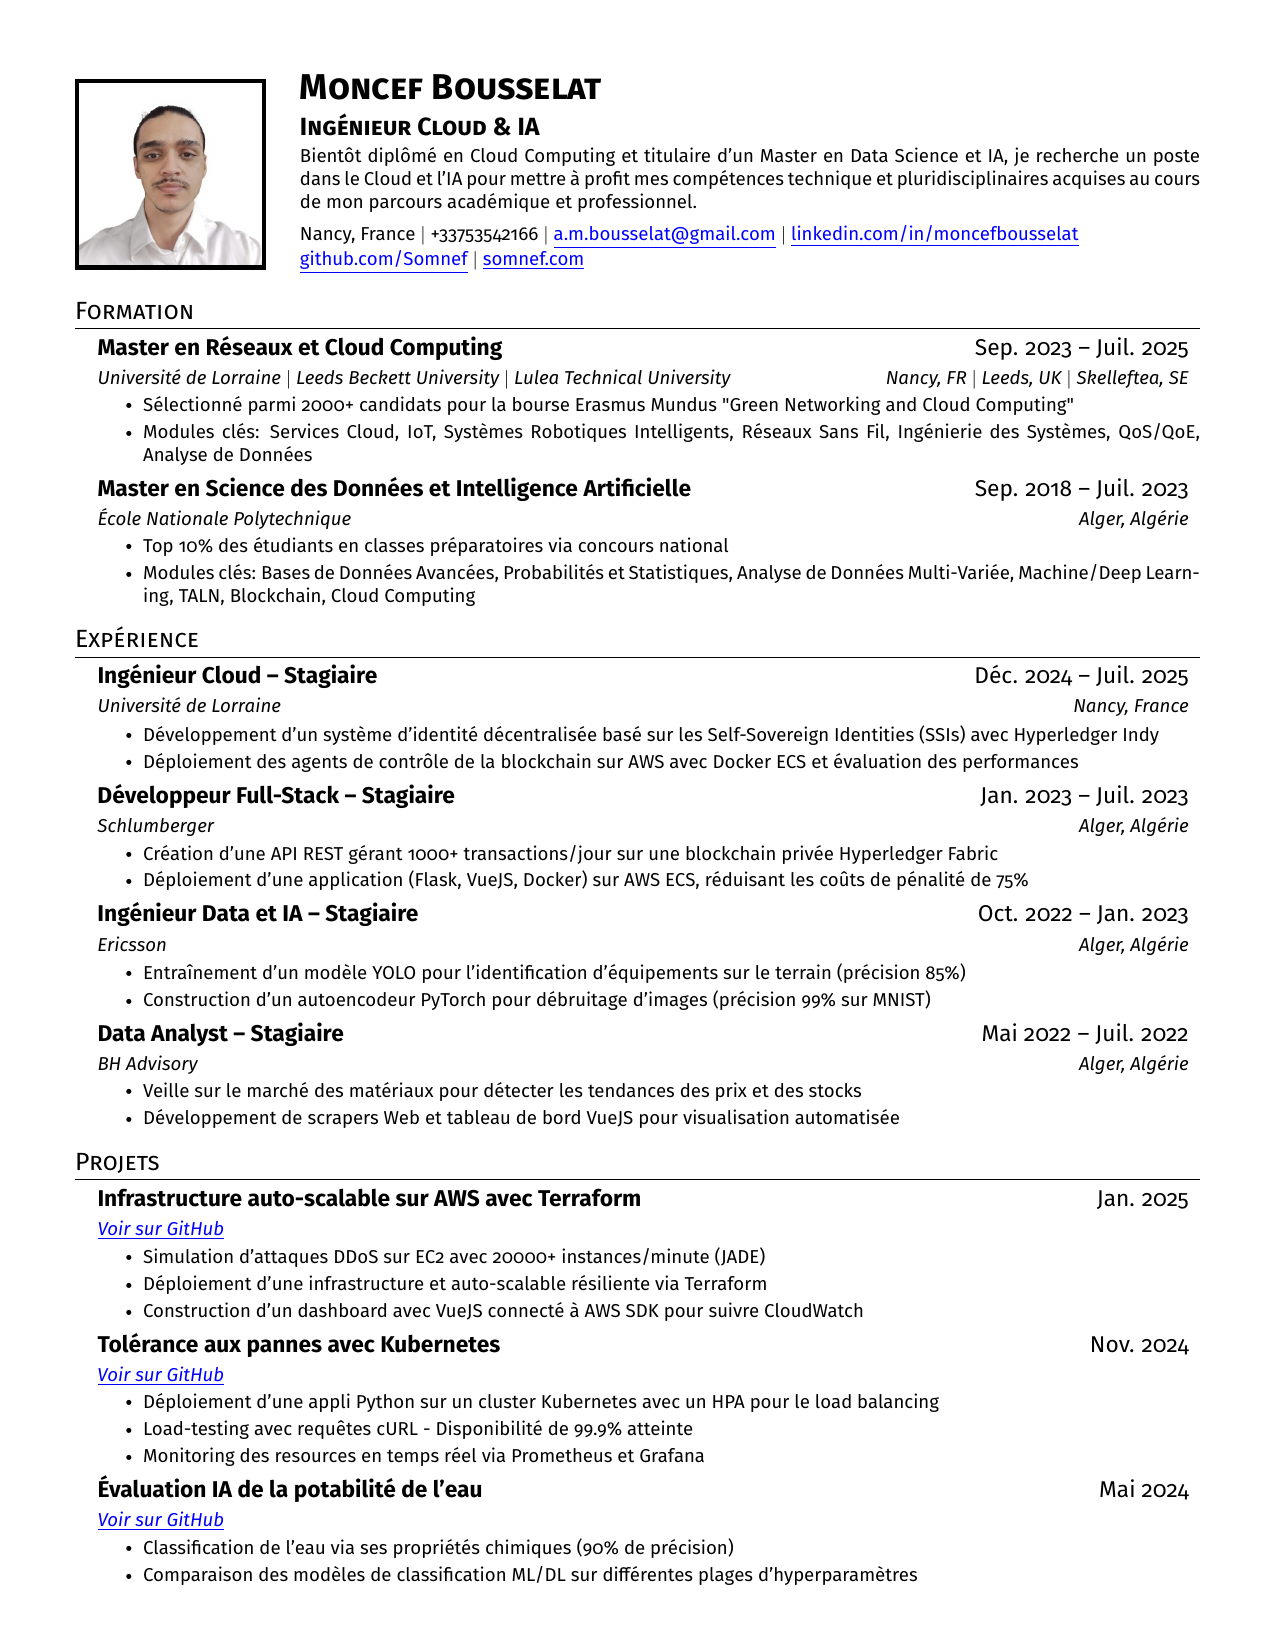 Moncef Bousselat
Ingénieur Cloud & IA
Bientôt diplômé en Cloud Computing et titulaire d'un Master en Data Science et IA, je recherche un poste
dans le Cloud et l'IA pour mettre à profit mes compétences technique et pluridisciplinaires acquises au cours
de mon parcours académique et professionnel.
Nancy, France | +33753542166 | a.m.bousselat@gmail.com | linkedin.com/in/moncefbousselat
github.com/Somnef | somnef.com
Formation
Master en Réseaux et Cloud Computing Sep. 2023 – Juil. 2025
Université de Lorraine | Leeds Beckett University | Lulea Technical University Nancy, FR | Leeds, UK | Skelleftea, SE
• Sélectionné parmi 2000+ candidats pour la bourse Erasmus Mundus "Green Networking and Cloud Computing"
• Modules clés: Services Cloud, IoT, Systèmes Robotiques Intelligents, Réseaux Sans Fil, Ingénierie des Systèmes, QoS/QoE,
Analyse de Données
Master en Science des Données et Intelligence Artificielle Sep. 2018 – Juil. 2023
École Nationale Polytechnique Alger, Algérie
• Top 10% des étudiants en classes préparatoires via concours national
• Modules clés: Bases de Données Avancées, Probabilités et Statistiques, Analyse de Données Multi-Variée, Machine/Deep Learn-
ing, TALN, Blockchain, Cloud Computing
Expérience
Ingénieur Cloud – Stagiaire Déc. 2024 – Juil. 2025
Université de Lorraine Nancy, France
• Développement d'un système d'identité décentralisée basé sur les Self-Sovereign Identities (SSIs) avec Hyperledger Indy
• Déploiement des agents de contrôle de la blockchain sur AWS avec Docker ECS et évaluation des performances
Développeur Full-Stack – Stagiaire Jan. 2023 – Juil. 2023
Schlumberger Alger, Algérie
• Création d'une API REST gérant 1000+ transactions/jour sur une blockchain privée Hyperledger Fabric
• Déploiement d'une application (Flask, VueJS, Docker) sur AWS ECS, réduisant les coûts de pénalité de 75%
Ingénieur Data et IA – Stagiaire Oct. 2022 – Jan. 2023
Ericsson Alger, Algérie
• Entraînement d'un modèle YOLO pour l'identification d'équipements sur le terrain (précision 85%)
• Construction d'un autoencodeur PyTorch pour débruitage d'images (précision 99% sur MNIST)
Data Analyst – Stagiaire Mai 2022 – Juil. 2022
BH Advisory Alger, Algérie
• Veille sur le marché des matériaux pour détecter les tendances des prix et des stocks
• Développement de scrapers Web et tableau de bord VueJS pour visualisation automatisée
Projets
Infrastructure auto-scalable sur AWS avec Terraform Jan. 2025
Voir sur GitHub
• Simulation d'attaques DDoS sur EC2 avec 20000+ instances/minute (JADE)
• Déploiement d'une infrastructure et auto-scalable résiliente via Terraform
• Construction d'un dashboard avec VueJS connecté à AWS SDK pour suivre CloudWatch
Tolérance aux pannes avec Kubernetes Nov. 2024
Voir sur GitHub
• Déploiement d'une appli Python sur un cluster Kubernetes avec un HPA pour le load balancing
• Load-testing avec requêtes cURL - Disponibilité de 99.9% atteinte
• Monitoring des resources en temps réel via Prometheus et Grafana
Évaluation IA de la potabilité de l'eau Mai 2024
Voir sur GitHub
• Classification de l'eau via ses propriétés chimiques (90% de précision)
• Comparaison des modèles de classification ML/DL sur différentes plages d'hyperparamètres